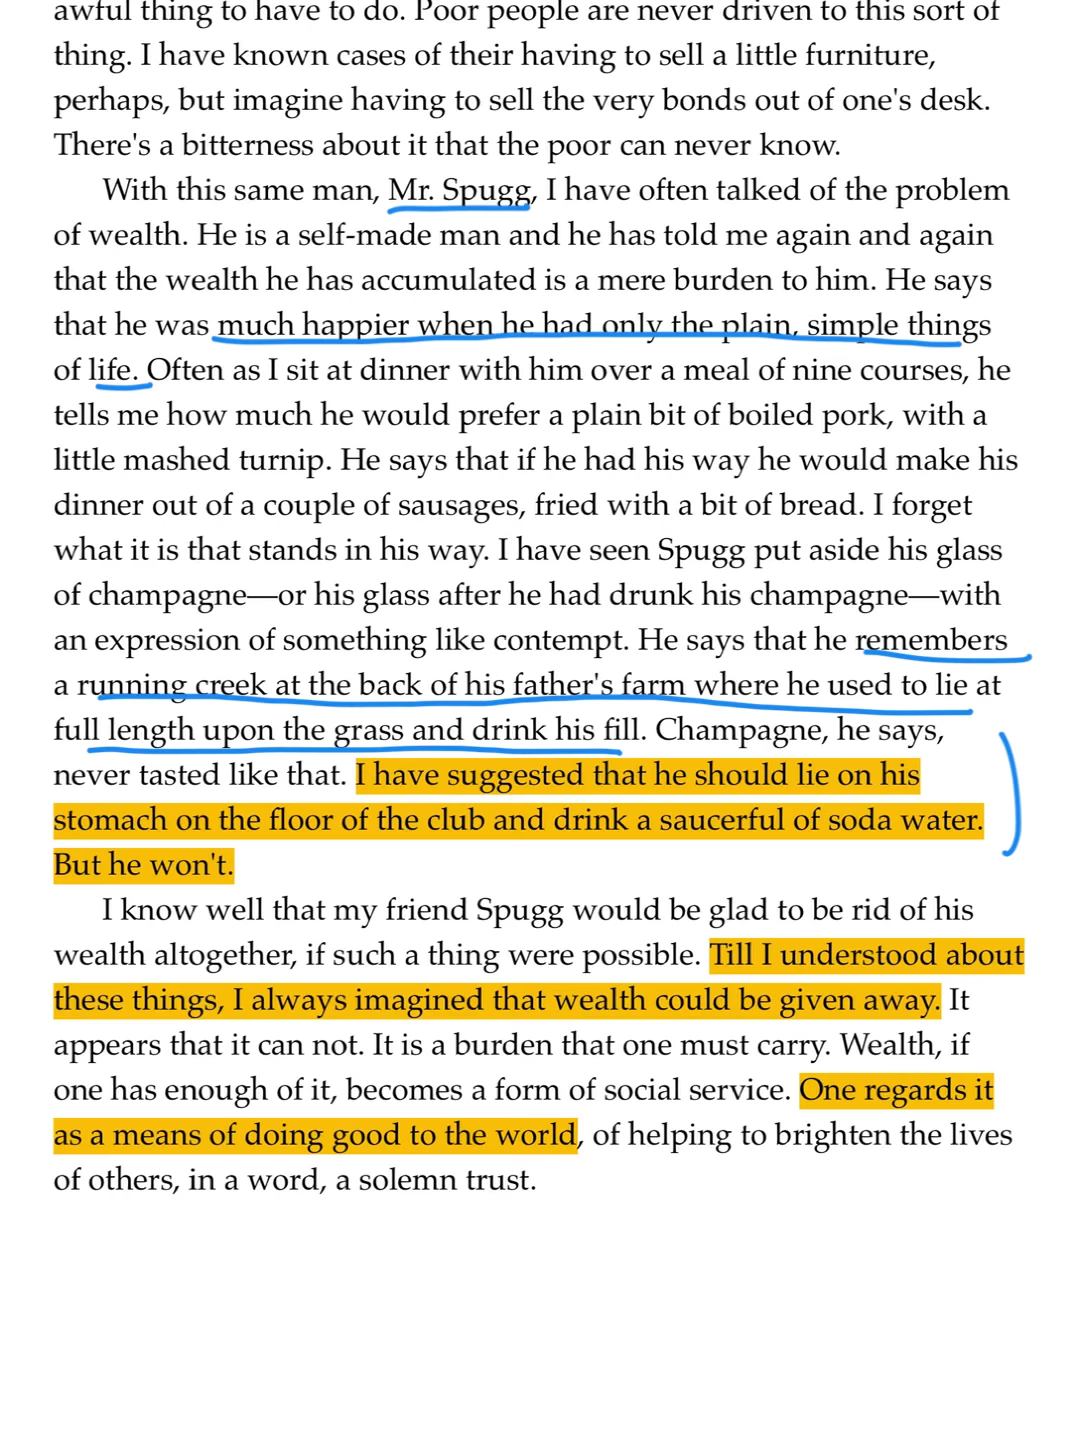 awful thing to have to do. Poor people are never driven to this sort of
thing. I have known cases of their having to sell a little furniture,
perhaps, but imagine having to sell the very bonds out of one's desk.
There's a bitterness about it that the poor can never know.
With this same man, Mr. Spugg, I have often talked of the problem
of wealth. He is a self-made man and he has told me again and again
that the wealth he has accumulated is a mere burden to him. He says
that he was much happier when he had only the plain, simple things
of life. Often as I sit at dinner with him over a meal of nine courses, he
tells me how much he would prefer a plain bit of boiled pork, with a
little mashed turnip. He says that if he had his way he would make his
dinner out of a couple of sausages, fried with a bit of bread. I forget
what it is that stands in his way. I have seen Spugg put aside his glass
of champagne—or his glass after he had drunk his champagne—with
an expression of something like contempt. He says that he remembers
a running creek at the back of his father's farm where he used to lie at
full length upon the grass and drink his fill. Champagne, he says,
never tasted like that. I have suggested that he should lie on his
stomach on the floor of the club and drink a saucerful of soda water.
But he won't.
I know well that my friend Spugg would be glad to be rid of his
wealth altogether, if such a thing were possible. Till I understood about
these things, I always imagined that wealth could be given away. It
appears that it can not. It is a burden that one must carry. Wealth, if
one has enough of it, becomes a form of social service. One regards it
as a means of doing good to the world, of helping to brighten the lives
of others, in a word, a solemn trust.